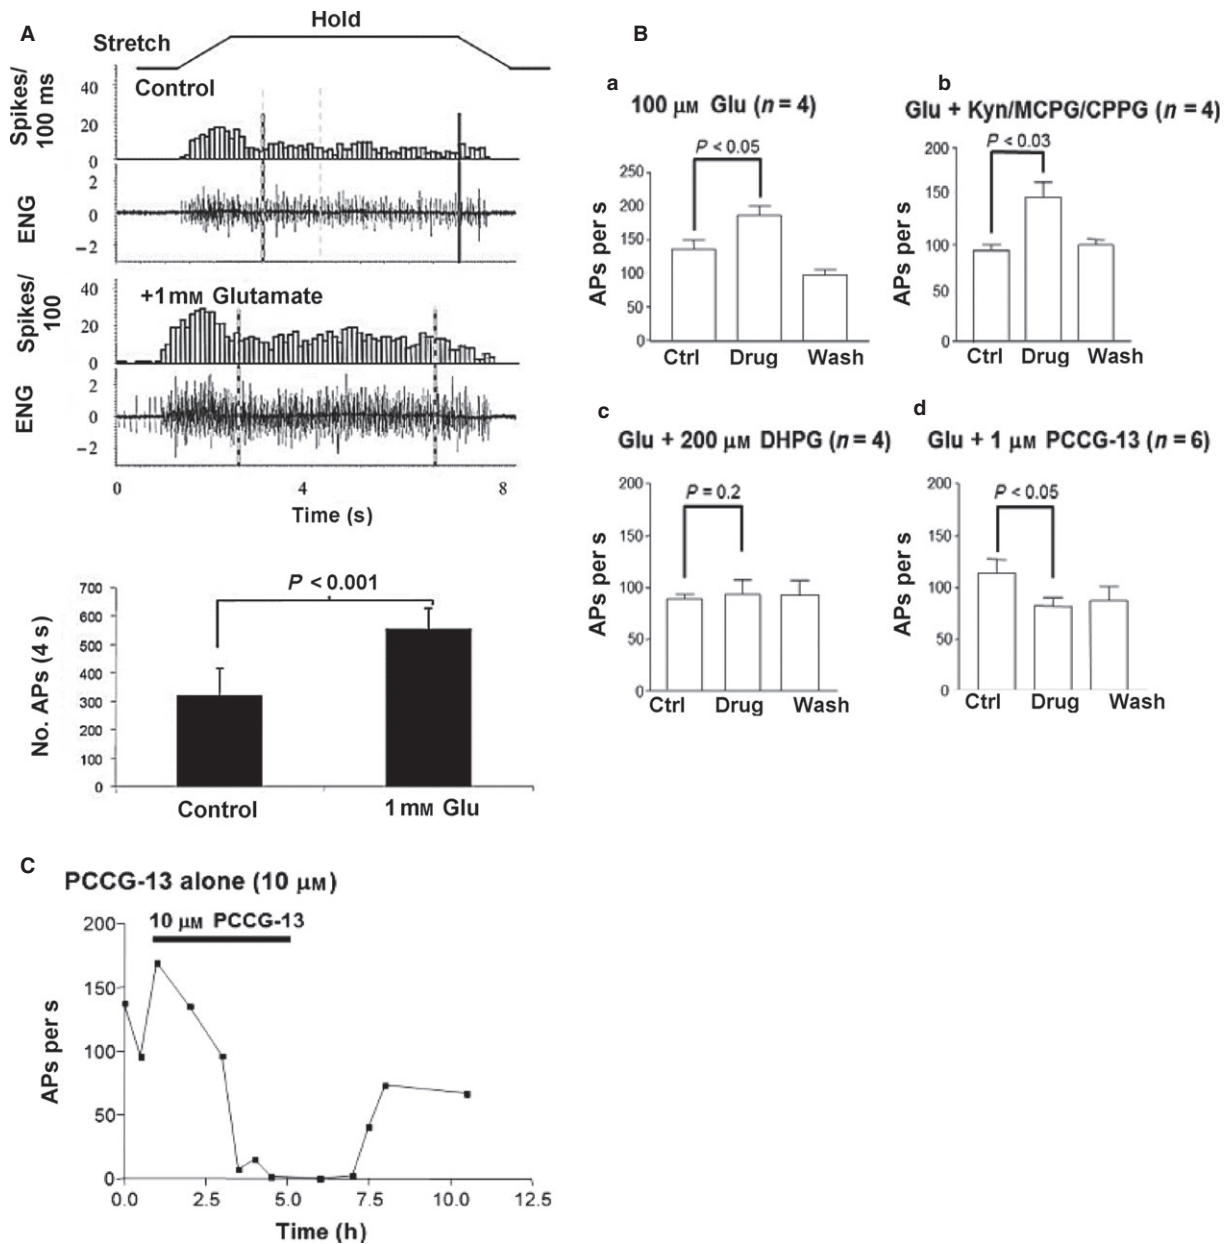 A
Hold
Stretch
Spikes/
100 ms
40
20
0
Control
ENG
2
0
−2
Spikes/
100
40
20
0
+1 mM Glutamate
ENG
2
0
−2
0 4 8
Time (s)
No. APs (4 s)
700
600
500
400
300
200
100
0
P < 0.001
Control 1 mM Glu
B
a
100 μM Glu (n = 4)
P < 0.05
APs per s
250
200
150
100
50
0
Ctrl Drug Wash
b
Glu + Kyn/MCPG/CPPG (n = 4)
P < 0.03
APs per s
200
150
100
50
0
Ctrl Drug Wash
c
Glu + 200 μM DHPG (n = 4)
P = 0.2
APs per s
200
150
100
50
0
Ctrl Drug Wash
d
Glu + 1 μM PCCG-13 (n = 6)
P < 0.05
APs per s
200
150
100
50
0
Ctrl Drug Wash
C
PCCG-13 alone (10 μM)
10 μM PCCG-13
APs per s
200
150
100
50
0
0.0 2.5 5.0 7.5 10.0 12.5
Time (h)